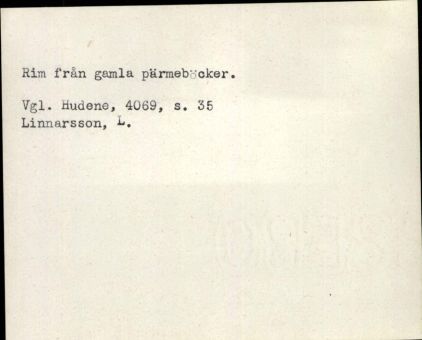 Rim från gamla pärmeböcker.
Vgl. Hudene, 4069, s. 35
Linnarsson, L.